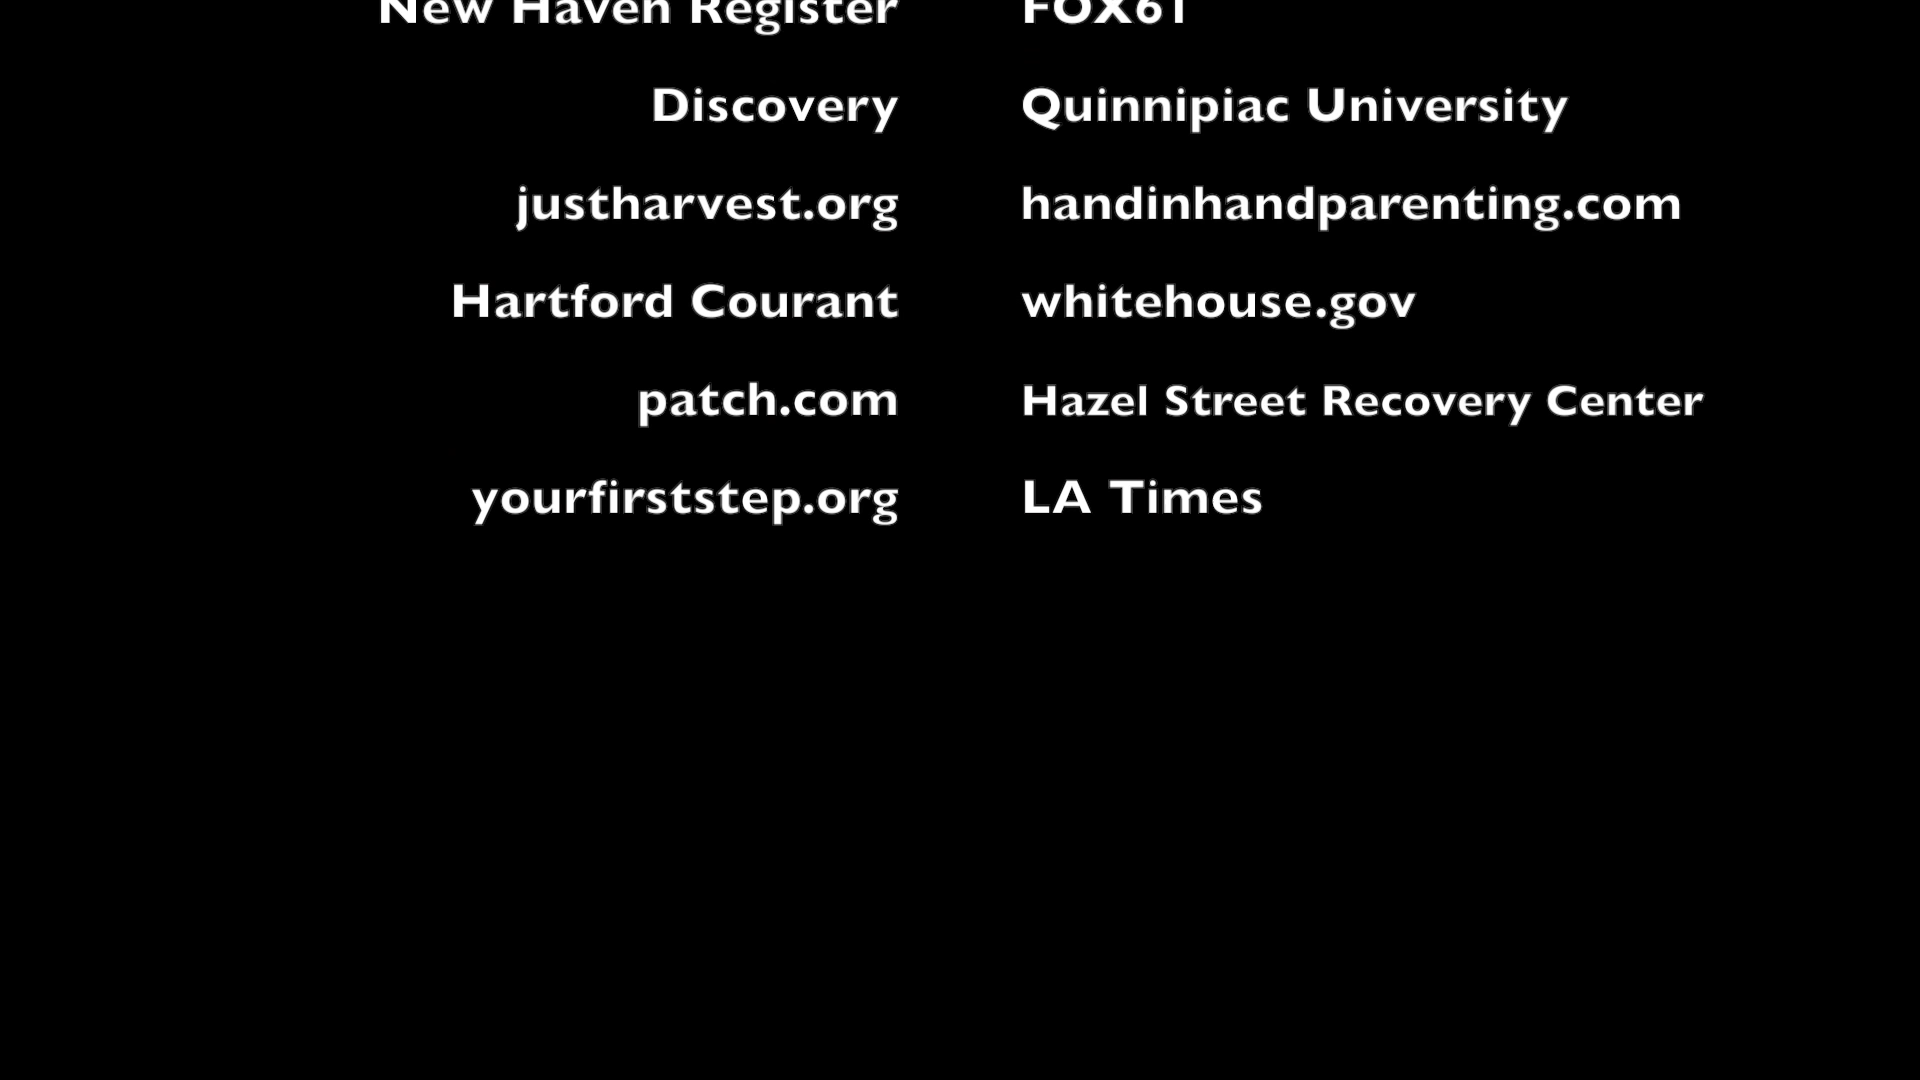 New Haven Register FOX61
Discovery Quinnipiac University
justharvest.org handinhandparenting.com
Hartford Courant whitehouse.gov
patch.com Hazel Street Recovery Center
yourfirststep.org LA Times